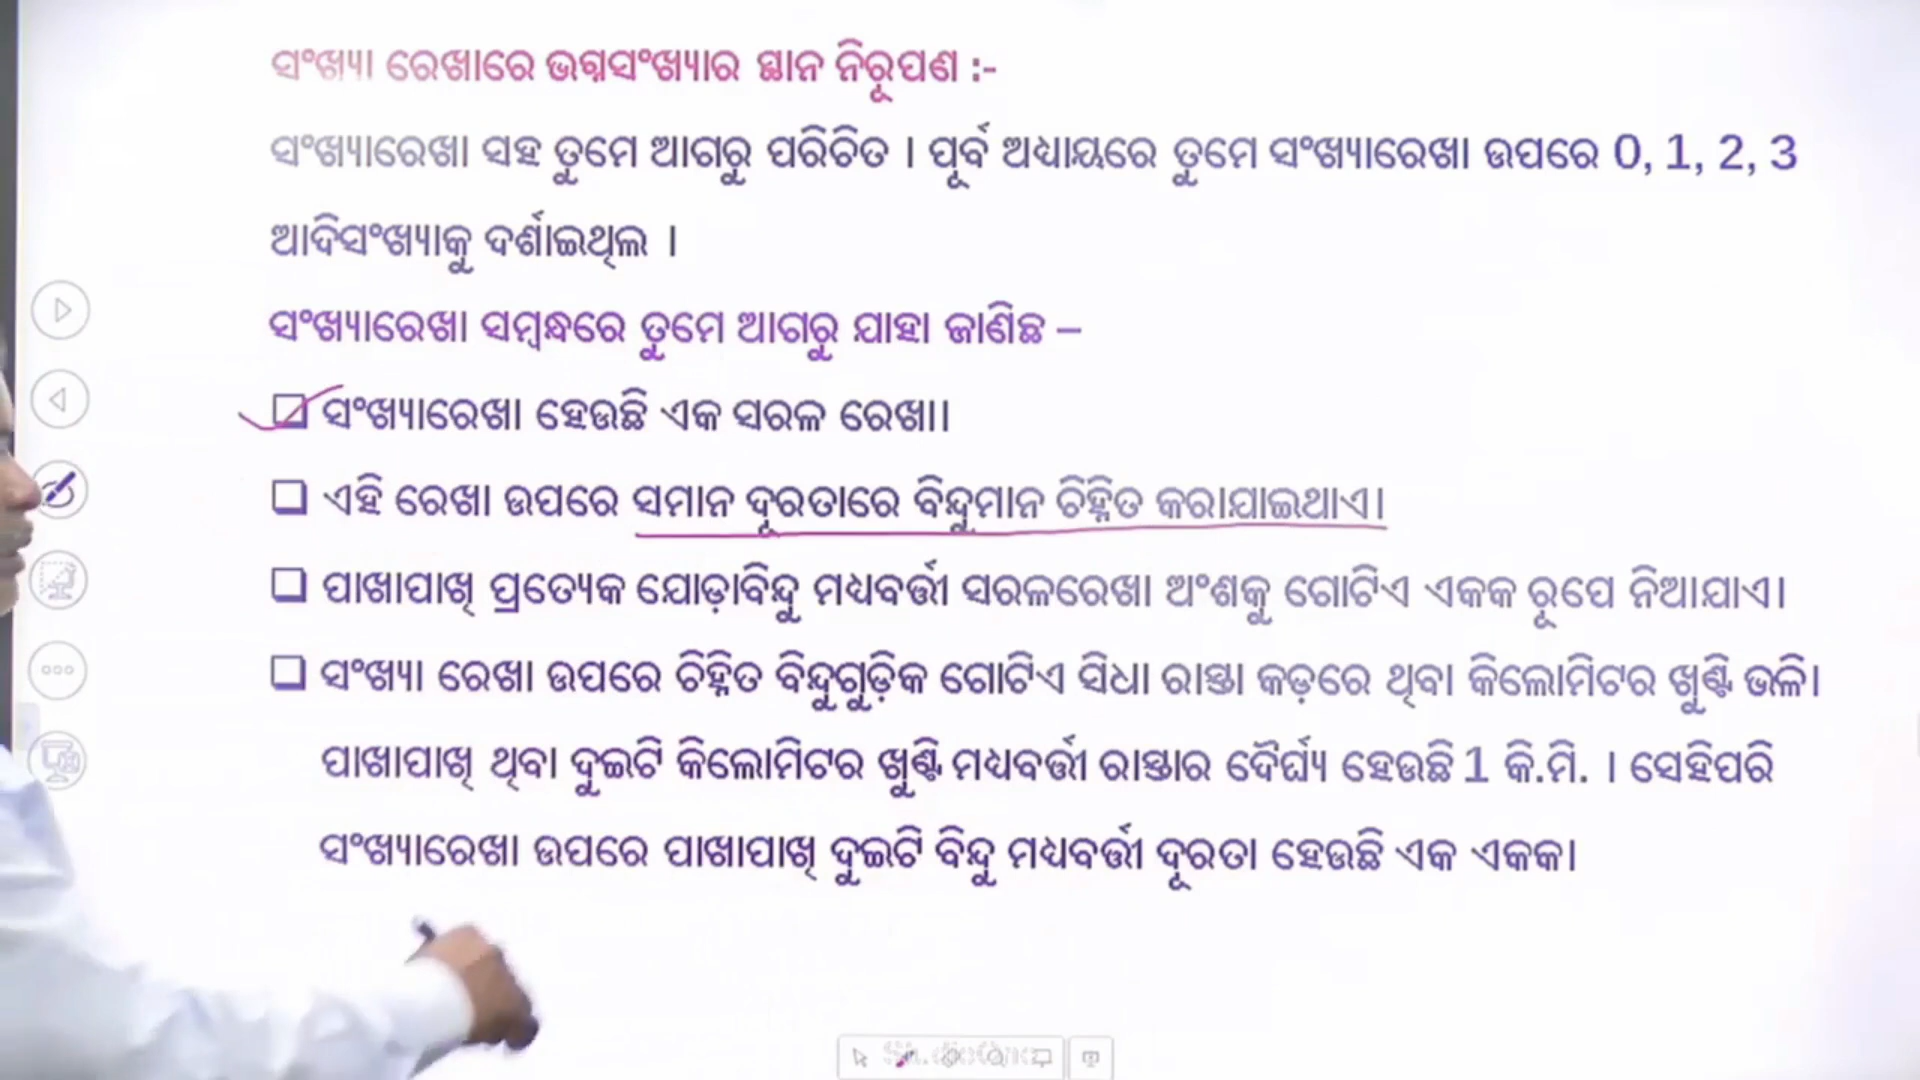 ସଂଖ୍ୟା ରେଖାରେ ଭଗ୍ନସଂଖ୍ୟାର ସ୍ଥାନ ନିରୂପଣ :-
ସଂଖ୍ୟାରେଖା ସହ ତୁମେ ଆଗରୁ ପରିଚିତ । ପୂର୍ବ ଅଧ୍ୟାୟରେ ତୁମେ ସଂଖ୍ୟାରେଖା ଉପରେ 0, 1, 2, 3
ଆଦିସଂଖ୍ୟାକୁ ଦର୍ଶାଇଥିଲ ।
ସଂଖ୍ୟାରେଖା ସମ୍ବନ୍ଧରେ ତୁମେ ଆଗରୁ ଯାହା ଜାଣିଛ –
ସଂଖ୍ୟାରେଖା ହେଉଛି ଏକ ସରଳ ରେଖା।
ଏହି ରେଖା ଉପରେ ସମାନ ଦୂରତାରେ ବିନ୍ଦୁମାନ ଚିହ୍ନିତ କରାଯାଇଥାଏ।
ପାଖାପାଖି ପ୍ରତ୍ୟେକ ଯୋଡ଼ାବିନ୍ଦୁ ମଧ୍ୟବର୍ତ୍ତୀ ସରଳରେଖା ଅଂଶକୁ ଗୋଟିଏ ଏକକ ରୂପେ ନିଆଯାଏ।
ସଂଖ୍ୟା ରେଖା ଉପରେ ଚିହ୍ନିତ ବିନ୍ଦୁଗୁଡ଼ିକ ଗୋଟିଏ ସିଧା ରାସ୍ତା କଡ଼ରେ ଥିବା କିଲୋମିଟର ଖୁଣ୍ଟି ଭଳି।
ପାଖାପାଖି ଥିବା ଦୁଇଟି କିଲୋମିଟର ଖୁଣ୍ଟି ମଧ୍ୟବର୍ତ୍ତୀ ରାସ୍ତାର ଦୈର୍ଘ୍ୟ ହେଉଛି 1 କି.ମି. । ସେହିପରି
ସଂଖ୍ୟାରେଖା ଉପରେ ପାଖାପାଖି ଦୁଇଟି ବିନ୍ଦୁ ମଧ୍ୟବର୍ତ୍ତୀ ଦୂରତା ହେଉଛି ଏକ ଏକକ।